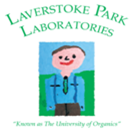 LAVERSTOKE PARK
LABORATORIES
"Known as The University of Organics"